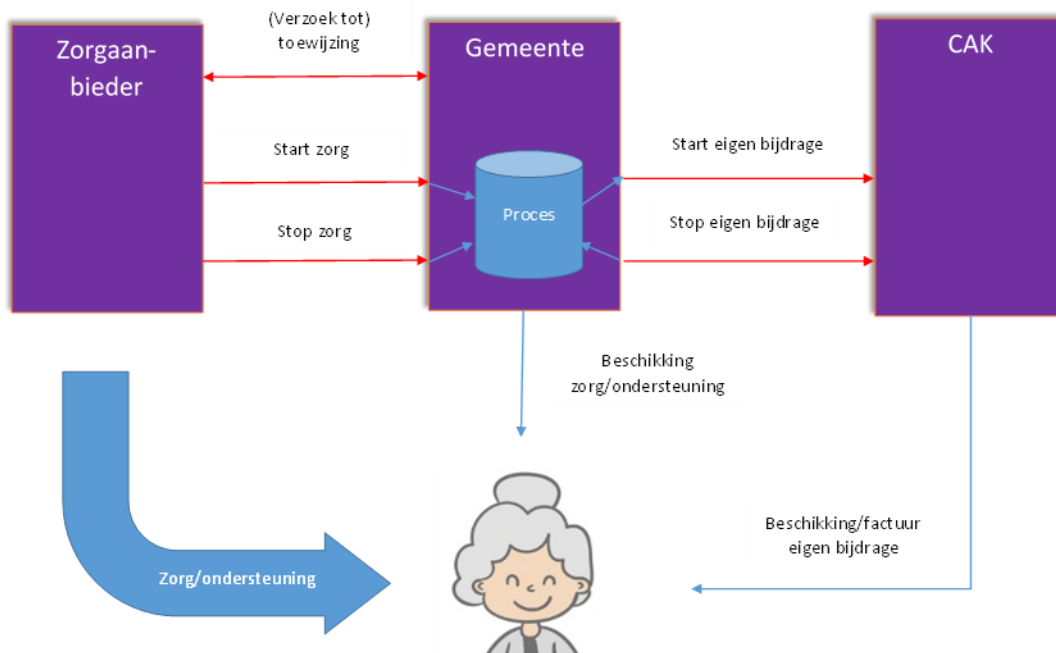 (Verzoek tot)
toewijzing
Zorgaan-
bieder
Gemeente
CAK
Start zorg
Start eigen bijdrage
Proces
Stop zorg
Stop eigen bijdrage
Beschikking
zorg/ondersteuning
Beschikking/factuur
eigen bijdrage
Zorg/ondersteuning